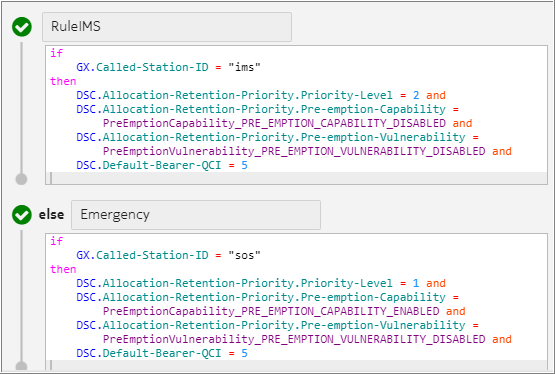 RuleIMS
if
GX.Called-Station-ID = "ims"
then
DSC.Allocation-Retention-Priority.Priority-Level = 2 and
DSC.Allocation-Retention-Priority.Pre-emption-Capability =
PreEmptionCapability_PRE_EMPTION_CAPABILITY_DISABLED and
DSC.Allocation-Retention-Priority.Pre-emption-Vulnerability =
PreEmptionVulnerability_PRE_EMPTION_VULNERABILITY_DISABLED and
DSC.Default-Bearer-QCI = 5
else Emergency
if
GX.Called-Station-ID = "sos"
then
DSC.Allocation-Retention-Priority.Priority-Level = 1 and
DSC.Allocation-Retention-Priority.Pre-emption-Capability =
PreEmptionCapability_PRE_EMPTION_CAPABILITY_ENABLED and
DSC.Allocation-Retention-Priority.Pre-emption-Vulnerability =
PreEmptionVulnerability_PRE_EMPTION_VULNERABILITY_DISABLED and
DSC.Default-Bearer-QCI = 5